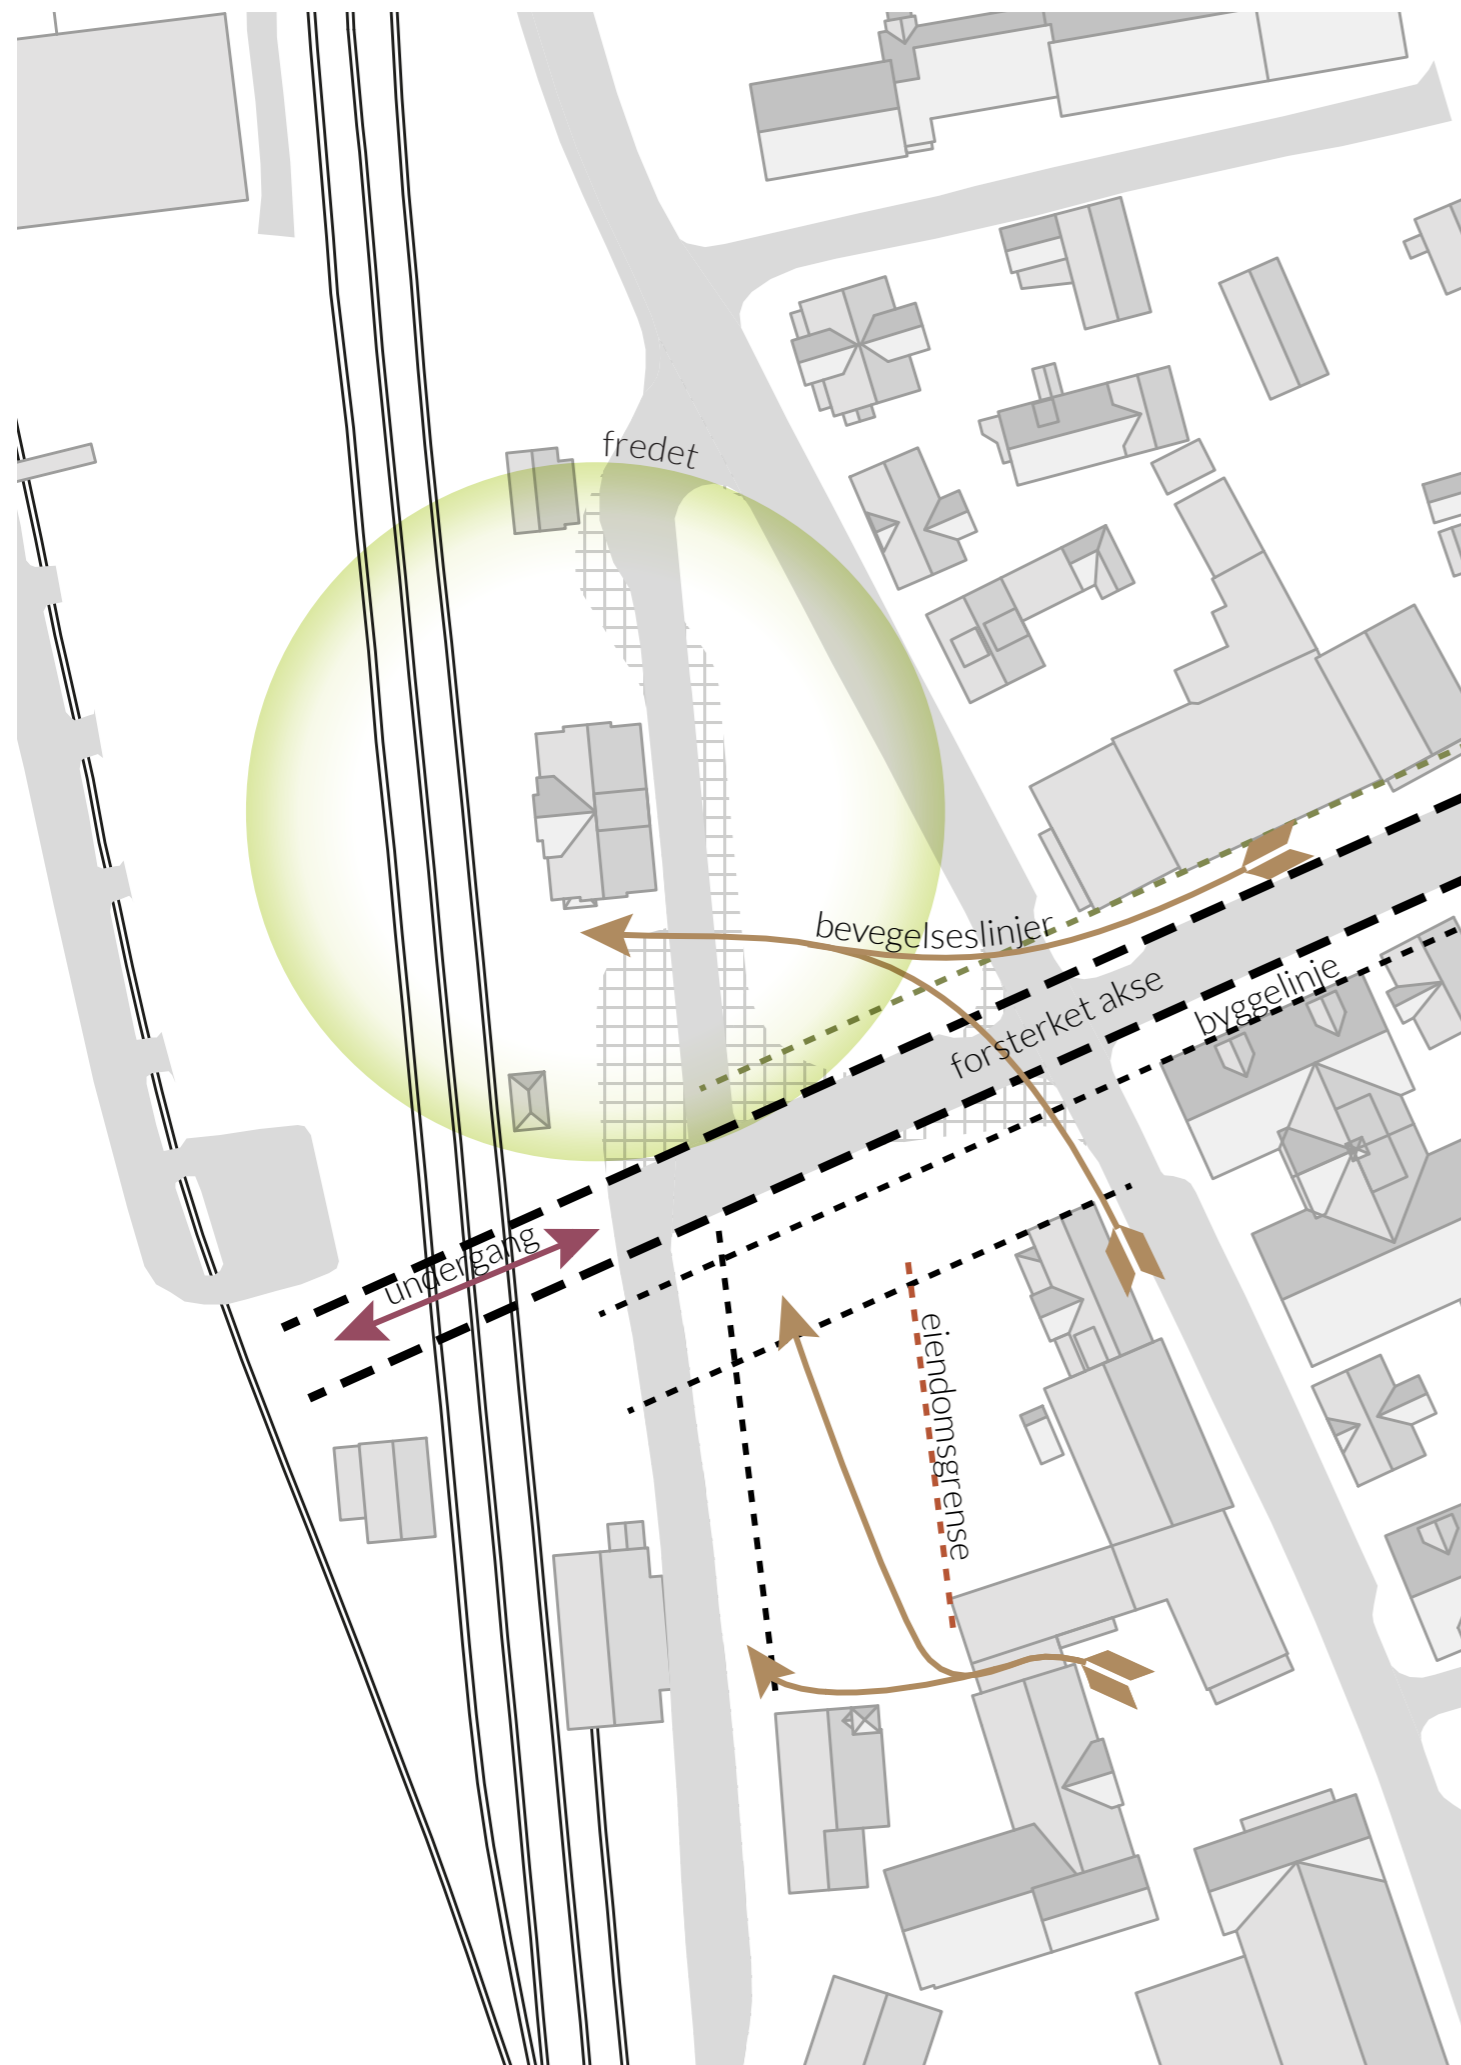 fredet
bevegelseslinjer
forsterket akse
byggelinje
undergang
eiendomsgrense